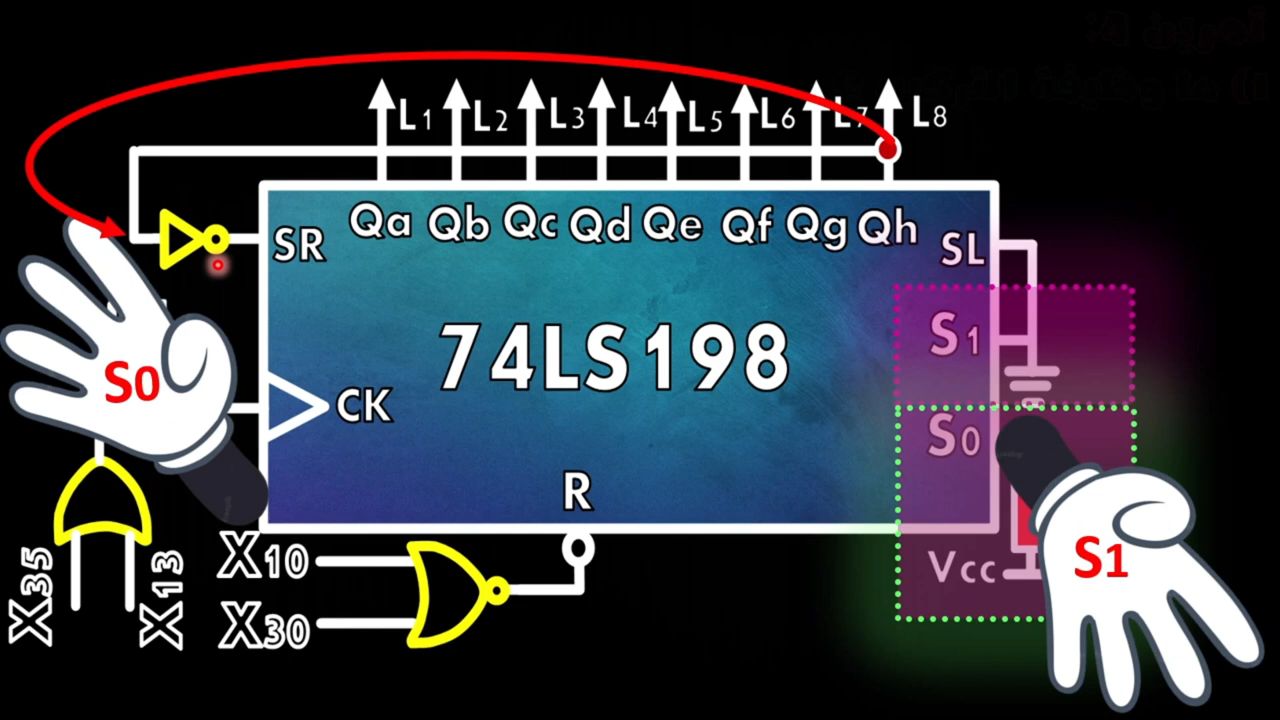 L1 L2 L3 L4 L5 L6 L7 L8
Qa Qb Qc Qd Qe Qf Qg Qh
SR
SL
S1
74LS198
S0
CK
S0
R
S1
Vcc
X10
X30
X35
X13